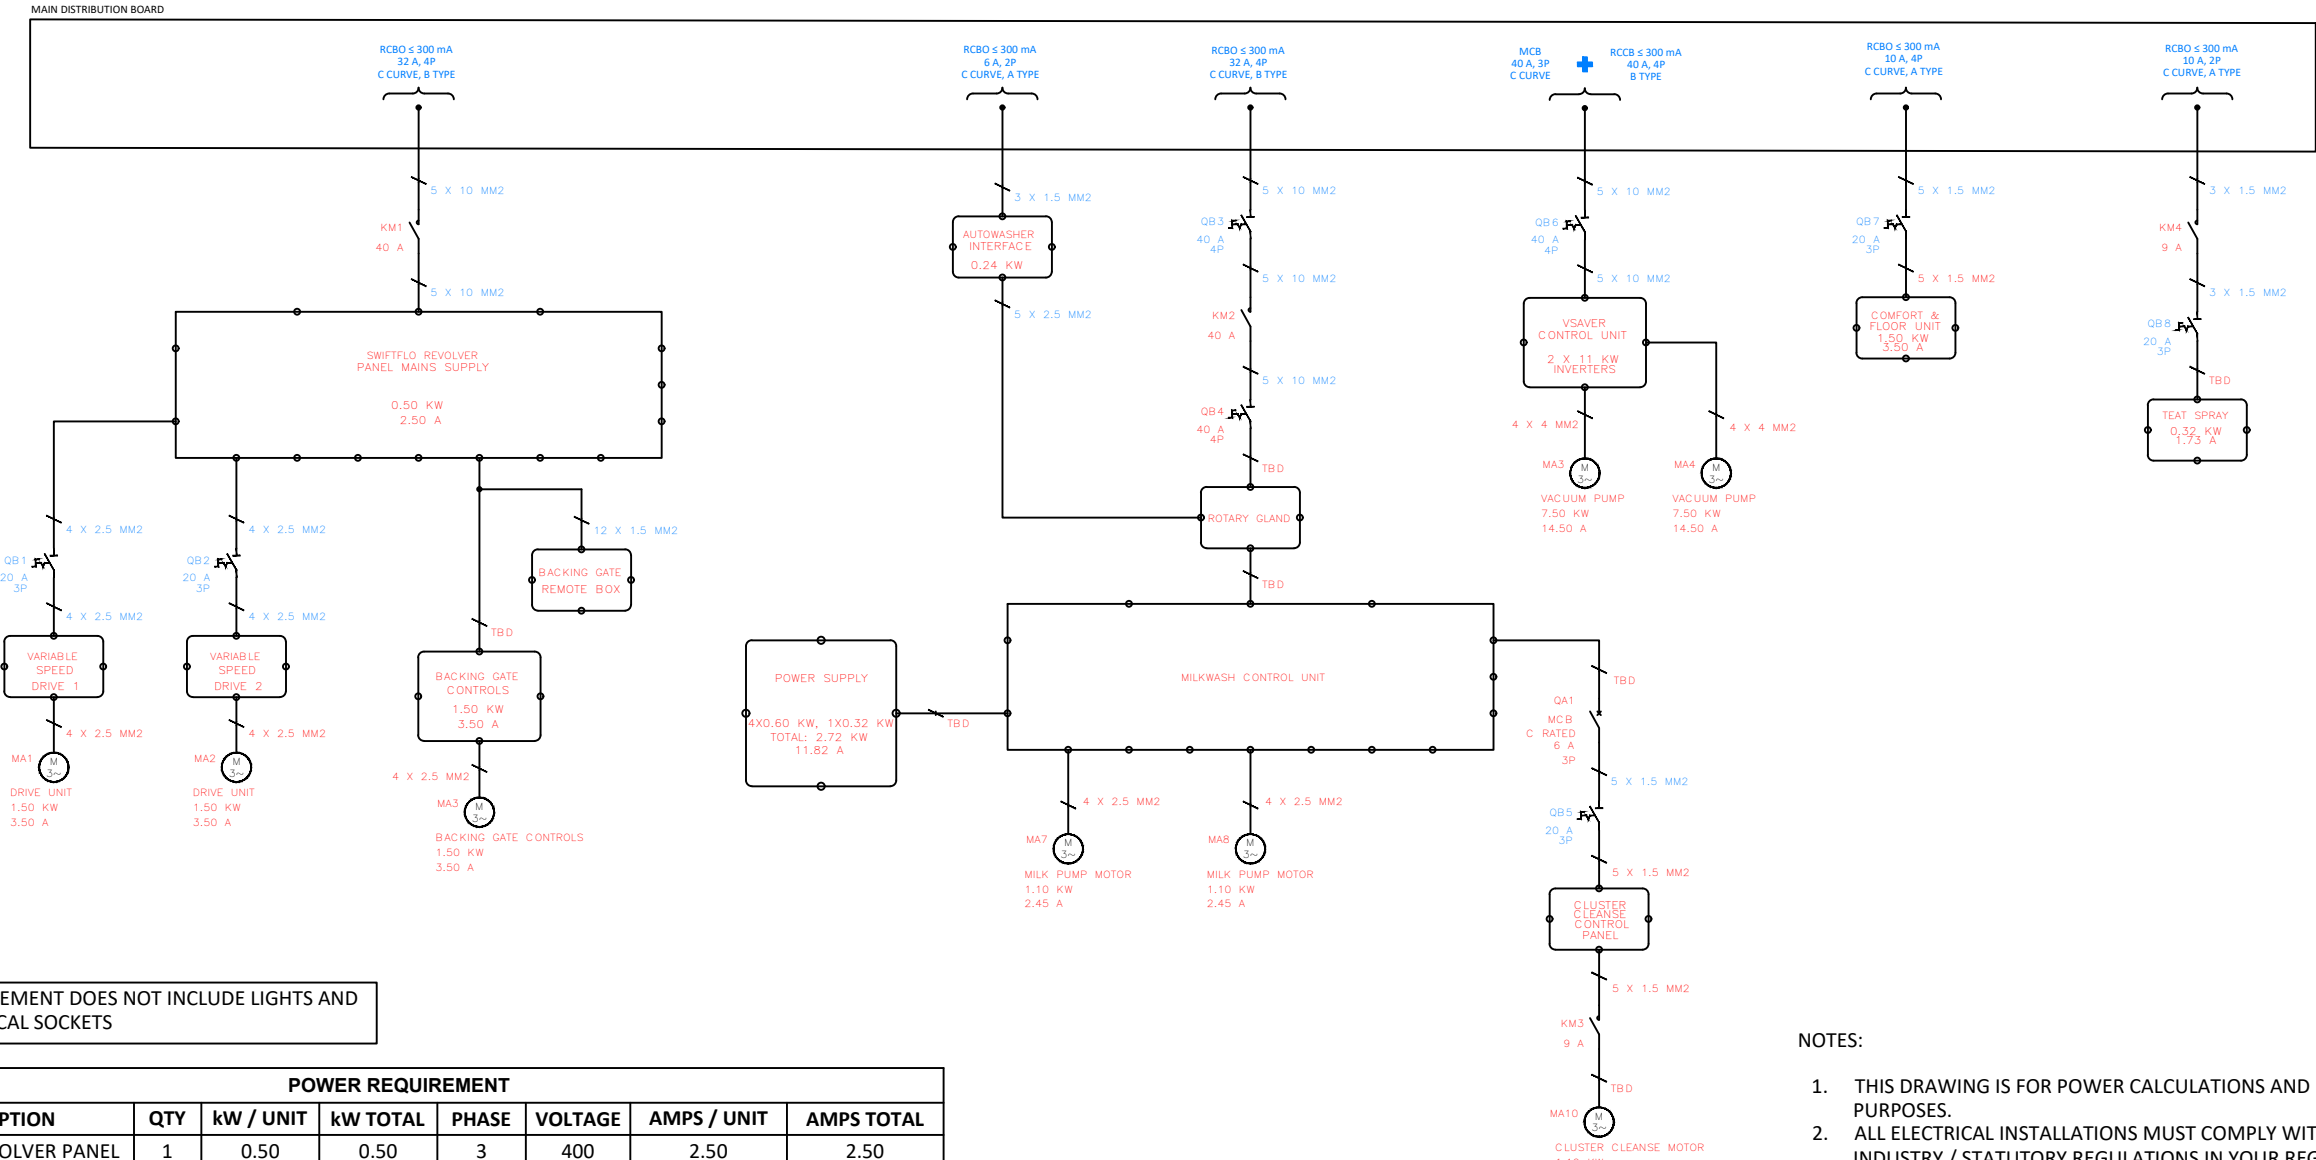 MAIN DISTRIBUTION BOARD
RCBO ≤ 300 mA
32 A, 4P
C CURVE, B TYPE
RCBO ≤ 300 mA
6 A, 2P
C CURVE, A TYPE
RCBO ≤ 300 mA
32 A, 4P
C CURVE, B TYPE
MCB
40 A, 3P
C CURVE
RCCB ≤ 300 mA
40 A, 4P
B TYPE
RCBO ≤ 300 mA
10 A, 4P
C CURVE, A TYPE
RCBO ≤ 300 mA
10 A, 2P
C CURVE, A TYPE
5 X 10 MM2
KM1
40 A
5 X 10 MM2
SWIFTFLO REVOLVER
PANEL MAINS SUPPLY
0.50 KW
2.50 A
4 X 2.5 MM2
QB1
20 A
3P
4 X 2.5 MM2
VARIABLE
SPEED
DRIVE 1
4 X 2.5 MM2
MA1
M
3~
DRIVE UNIT
1.50 KW
3.50 A
4 X 2.5 MM2
QB2
20 A
3P
4 X 2.5 MM2
VARIABLE
SPEED
DRIVE 2
4 X 2.5 MM2
MA2
M
3~
DRIVE UNIT
1.50 KW
3.50 A
12 X 1.5 MM2
BACKING GATE
REMOTE BOX
TBD
BACKING GATE
CONTROLS
1.50 KW
3.50 A
4 X 2.5 MM2
MA3
M
3~
BACKING GATE CONTROLS
1.50 KW
3.50 A
3 X 1.5 MM2
AUTOWASHER
INTERFACE
0.24 KW
5 X 2.5 MM2
5 X 10 MM2
QB3
40 A
4P
5 X 10 MM2
KM2
40 A
5 X 10 MM2
QB4
40 A
4P
TBD
ROTARY GLAND
TBD
MILKWASH CONTROL UNIT
POWER SUPPLY
4X0.60 KW, 1X0.32 KW
TOTAL: 2.72 KW
11.82 A
TBD
4 X 2.5 MM2
MA7
M
3~
MILK PUMP MOTOR
1.10 KW
2.45 A
4 X 2.5 MM2
MA8
M
3~
MILK PUMP MOTOR
1.10 KW
2.45 A
TBD
QA1
MCB
C RATED
6 A
3P
5 X 1.5 MM2
QB5
20 A
3P
5 X 1.5 MM2
CLUSTER
CLEANSE
CONTROL
PANEL
5 X 1.5 MM2
KM3
9 A
TBD
MA10
M
3~
CLUSTER CLEANSE MOTOR
5 X 10 MM2
QB6
40 A
4P
5 X 10 MM2
VSAVER
CONTROL UNIT
2 X 11 KW
INVERTERS
4 X 4 MM2
MA3
M
3~
VACUUM PUMP
7.50 KW
14.50 A
4 X 4 MM2
MA4
M
3~
VACUUM PUMP
7.50 KW
14.50 A
5 X 1.5 MM2
QB7
20 A
3P
5 X 1.5 MM2
COMFORT &
FLOOR UNIT
1.50 KW
3.50 A
3 X 1.5 MM2
KM4
9 A
3 X 1.5 MM2
QB8
20 A
3P
TBD
TEAT SPRAY
0.32 KW
1.73 A
EMENT DOES NOT INCLUDE LIGHTS AND
CAL SOCKETS
POWER REQUIREMENT
PTION QTY kW / UNIT kW TOTAL PHASE VOLTAGE AMPS / UNIT AMPS TOTAL
OLVER PANEL 1 0.50 0.50 3 400 2.50 2.50
NOTES:
1. THIS DRAWING IS FOR POWER CALCULATIONS AND
PURPOSES.
2. ALL ELECTRICAL INSTALLATIONS MUST COMPLY WIT
INDUSTRY / STATUTORY REGULATIONS IN YOUR REG